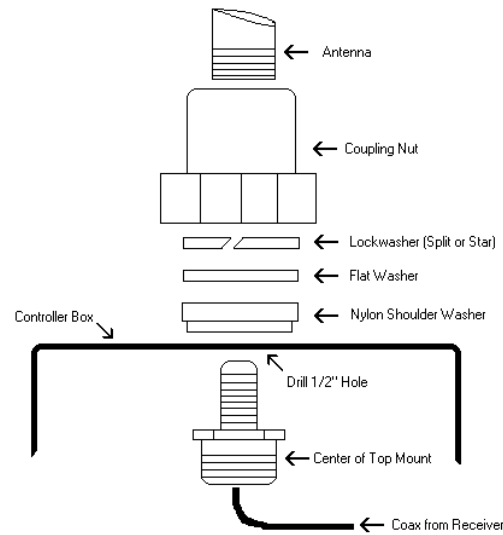 Antenna
Coupling Nut
Lockwasher (Split or Star)
Flat Washer
Nylon Shoulder Washer
Controller Box
Drill 1/2" Hole
Center of Top Mount
Coax from Receiver